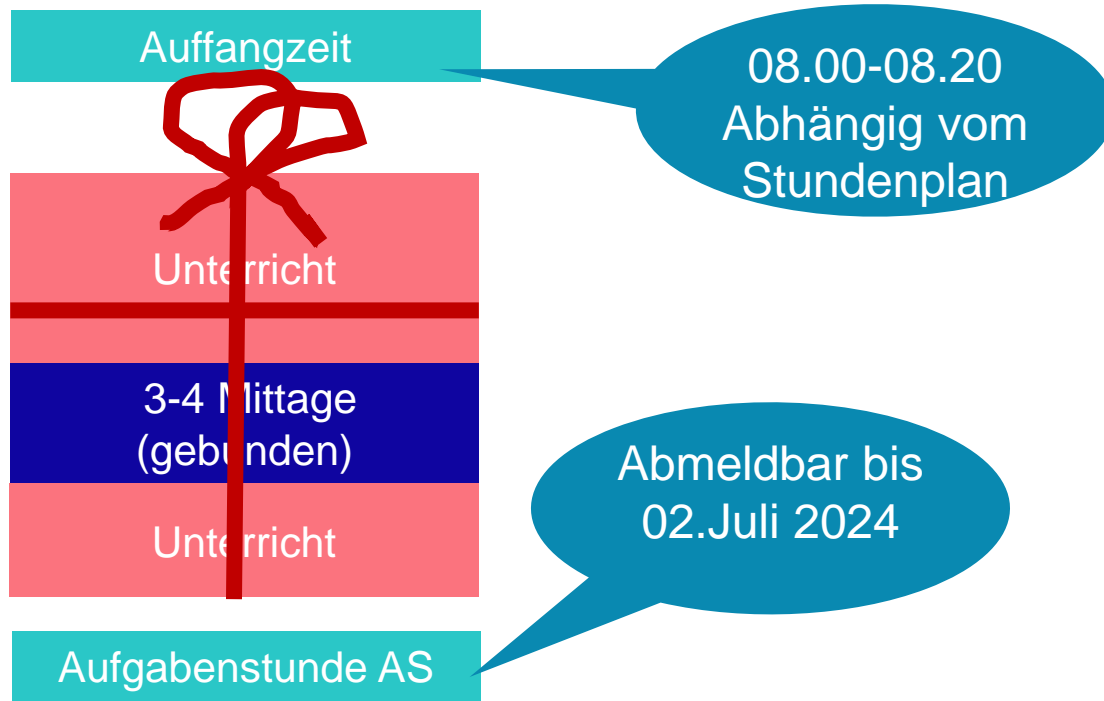 Auffangzeit
08.00-08.20
Abhängig vom
Stundenplan
Unterricht
3-4 Mittage
(gebunden)
Unterricht
Abmeldbar bis
02.Juli 2024
Aufgabenstunde AS